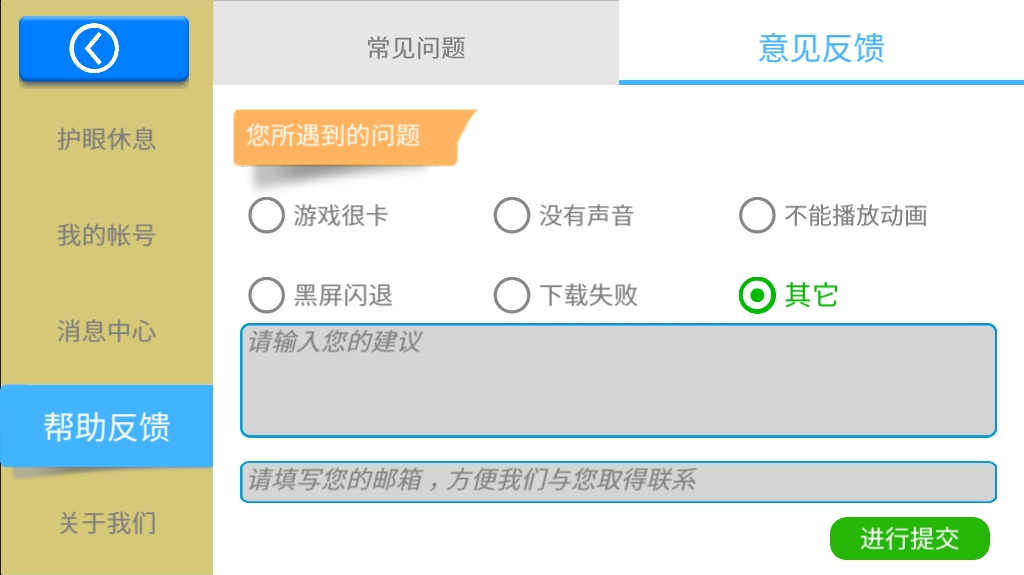 常见问题
意见反馈
护眼休息
我的帐号
消息中心
帮助反馈
关于我们
您所遇到的问题
游戏很卡
没有声音
不能播放动画
黑屏闪退
下载失败
其它
请输入您的建议
请填写您的邮箱，方便我们与您取得联系
进行提交